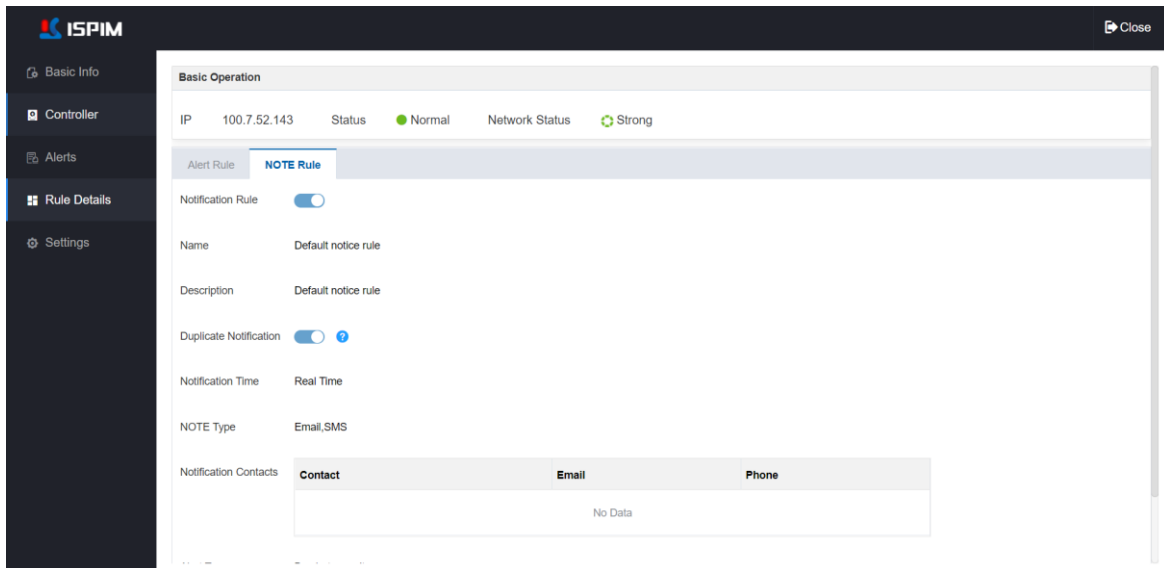 ISPIM
Close
Basic Info
Controller
Alerts
Rule Details
Settings
Basic Operation
IP 100.7.52.143 Status Normal Network Status Strong
Alert Rule NOTE Rule
Notification Rule
Name Default notice rule
Description Default notice rule
Duplicate Notification ?
Notification Time Real Time
NOTE Type Email,SMS
Notification Contacts Contact Email Phone
No Data